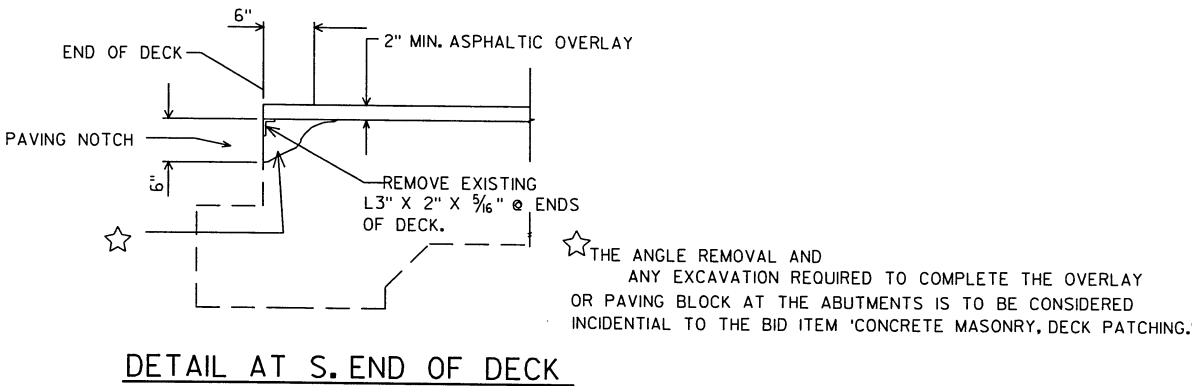 6"
2" MIN. ASPHALTIC OVERLAY
END OF DECK
PAVING NOTCH
6"
REMOVE EXISTING
L3" X 2" X 5/16" @ ENDS
OF DECK.
THE ANGLE REMOVAL AND
ANY EXCAVATION REQUIRED TO COMPLETE THE OVERLAY
OR PAVING BLOCK AT THE ABUTMENTS IS TO BE CONSIDERED
INCIDENTIAL TO THE BID ITEM 'CONCRETE MASONRY, DECK PATCHING.'
DETAIL AT S. END OF DECK